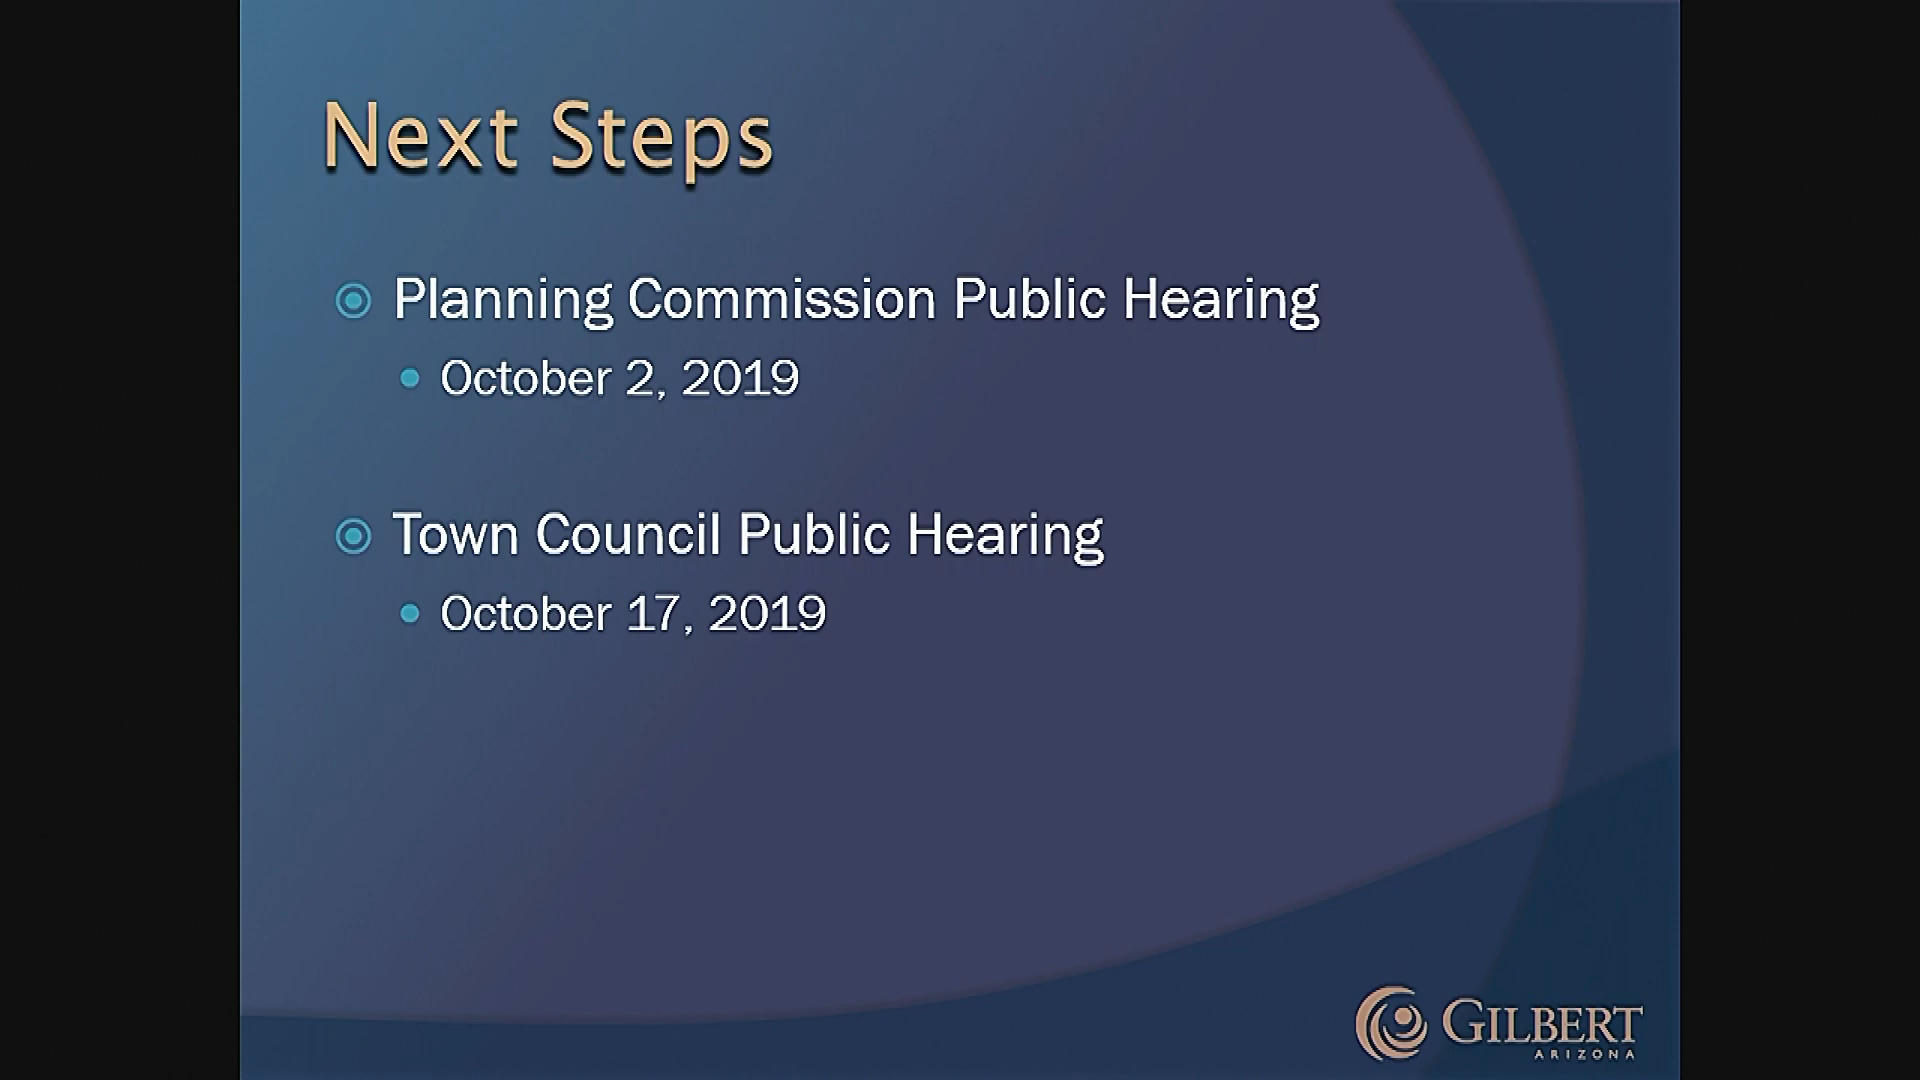 Next Steps
Planning Commission Public Hearing
October 2, 2019
Town Council Public Hearing
October 17, 2019
GILBERT
ARIZONA